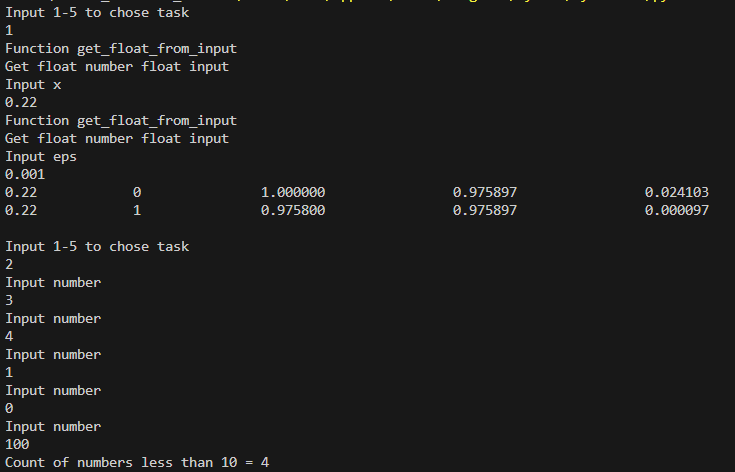 Input 1-5 to chose task
1
Function get_float_from_input
Get float number float input
Input x
0.22
Function get_float_from_input
Get float number float input
Input eps
0.001
0.22 0 1.000000 0.975897 0.024103
0.22 1 0.975800 0.975897 0.000097
Input 1-5 to chose task
2
Input number
3
Input number
4
Input number
1
Input number
0
Input number
100
Count of numbers less than 10 = 4